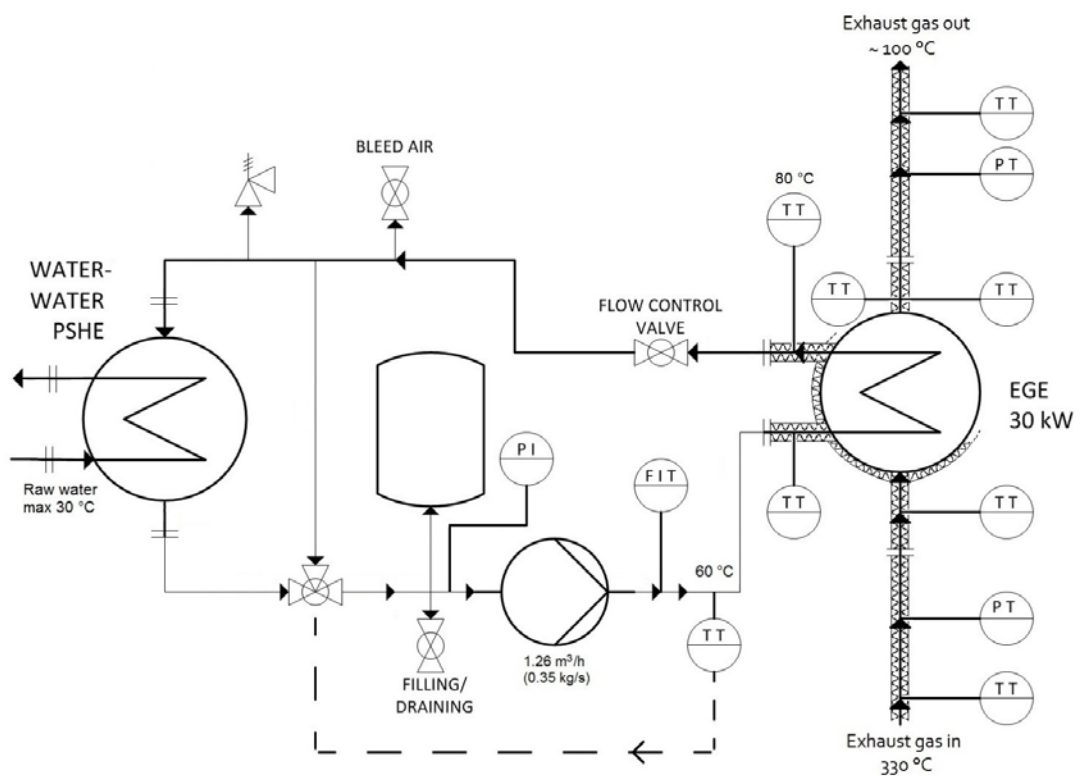 Exhaust gas out
~ 100 °C
TT
BLEED AIR
PT
80 °C
TT
WATER-
WATER
PSHE
FLOW CONTROL
VALVE
TT
TT
EGE
30 kW
PI
FIT
Raw water
max 30 °C
TT
TT
60 °C
TT
PT
1.26 m³/h
(0.35 kg/s)
FILLING/
DRAINING
TT
Exhaust gas in
330 °C